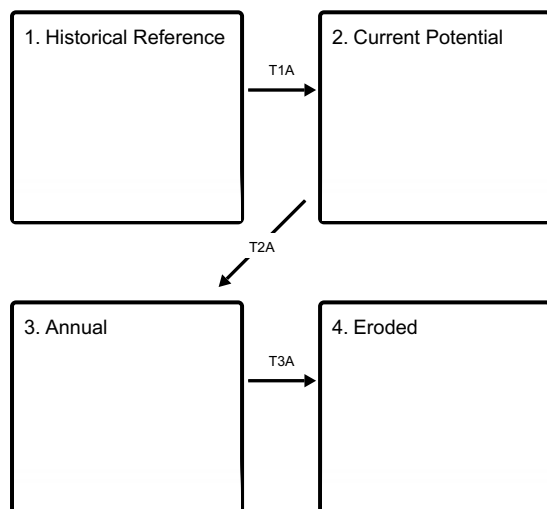 1. Historical Reference
T1A
2. Current Potential
T2A
3. Annual
T3A
4. Eroded